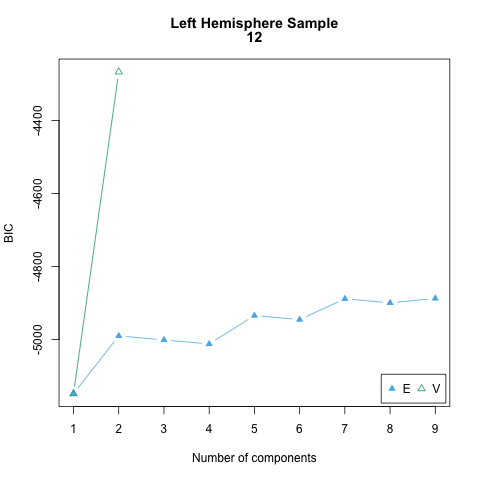 Left Hemisphere Sample
12
BIC
-4400
-4600
-4800
-5000
E V
1 2 3 4 5 6 7 8 9
Number of components